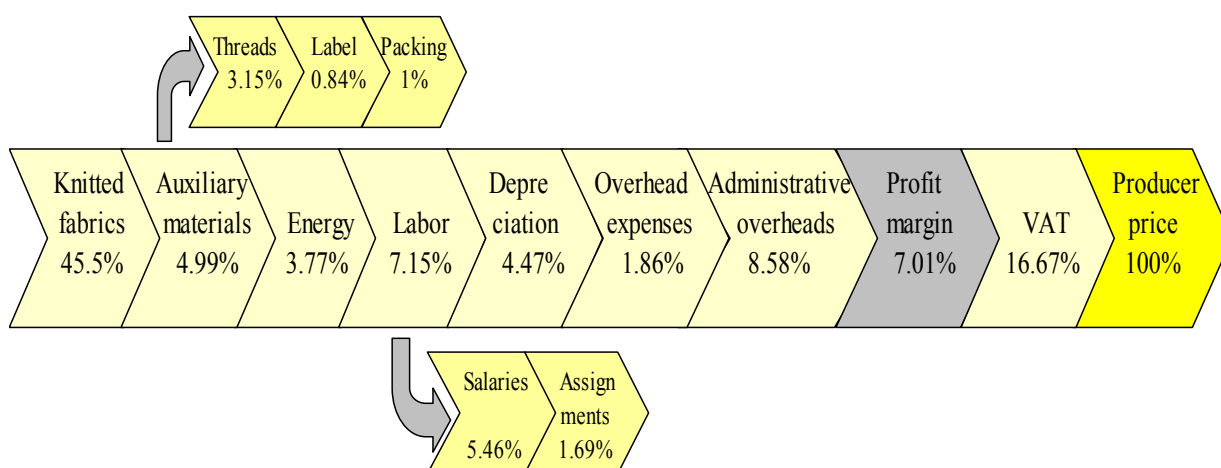 Threads
3.15%
Label
0.84%
Packing
1%
Knitted
fabrics
45.5%
Auxiliary
materials
4.99%
Energy
3.77%
Labor
7.15%
Depre
ciation
4.47%
Overhead
expenses
1.86%
Administrative
overheads
8.58%
Profit
margin
7.01%
VAT
16.67%
Producer
price
100%
Salaries
5.46%
Assign
ments
1.69%